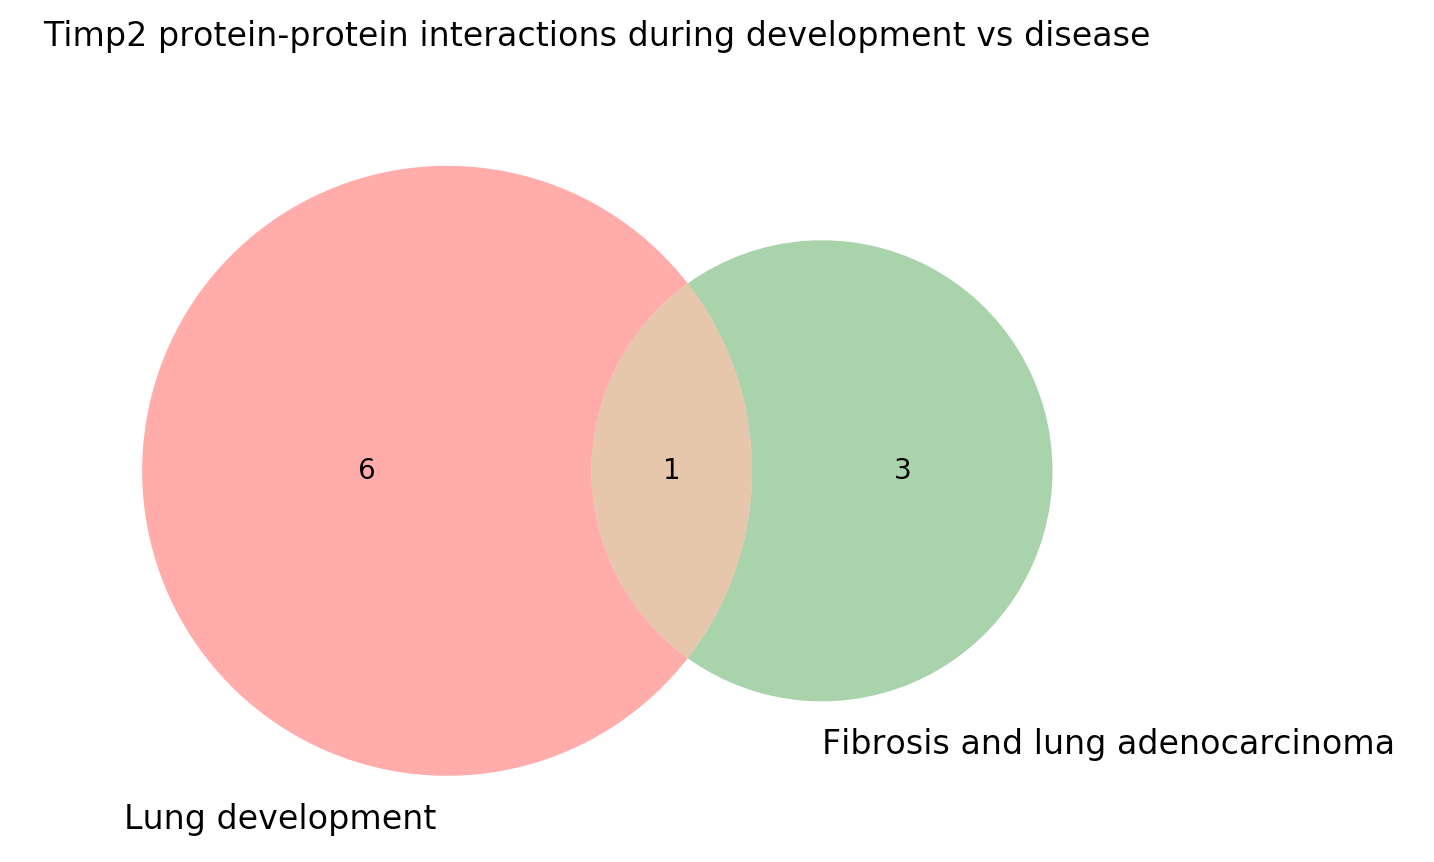 Timp2 protein-protein interactions during development vs disease
6
1
3
Fibrosis and lung adenocarcinoma
Lung development